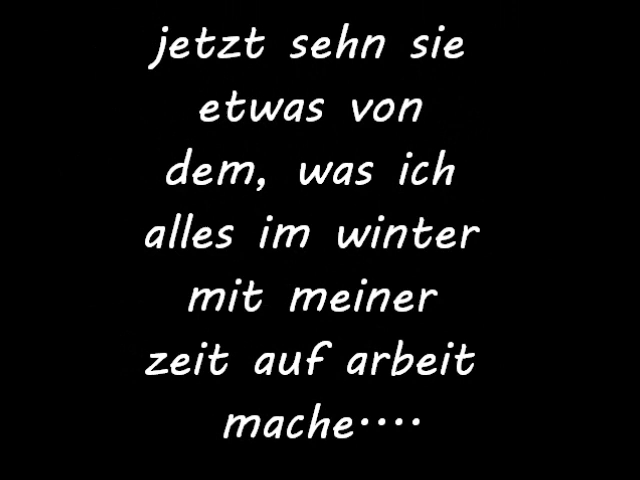 jetzt sehn sie
etwas von
dem, was ich
alles im winter
mit meiner
zeit auf arbeit
mache····